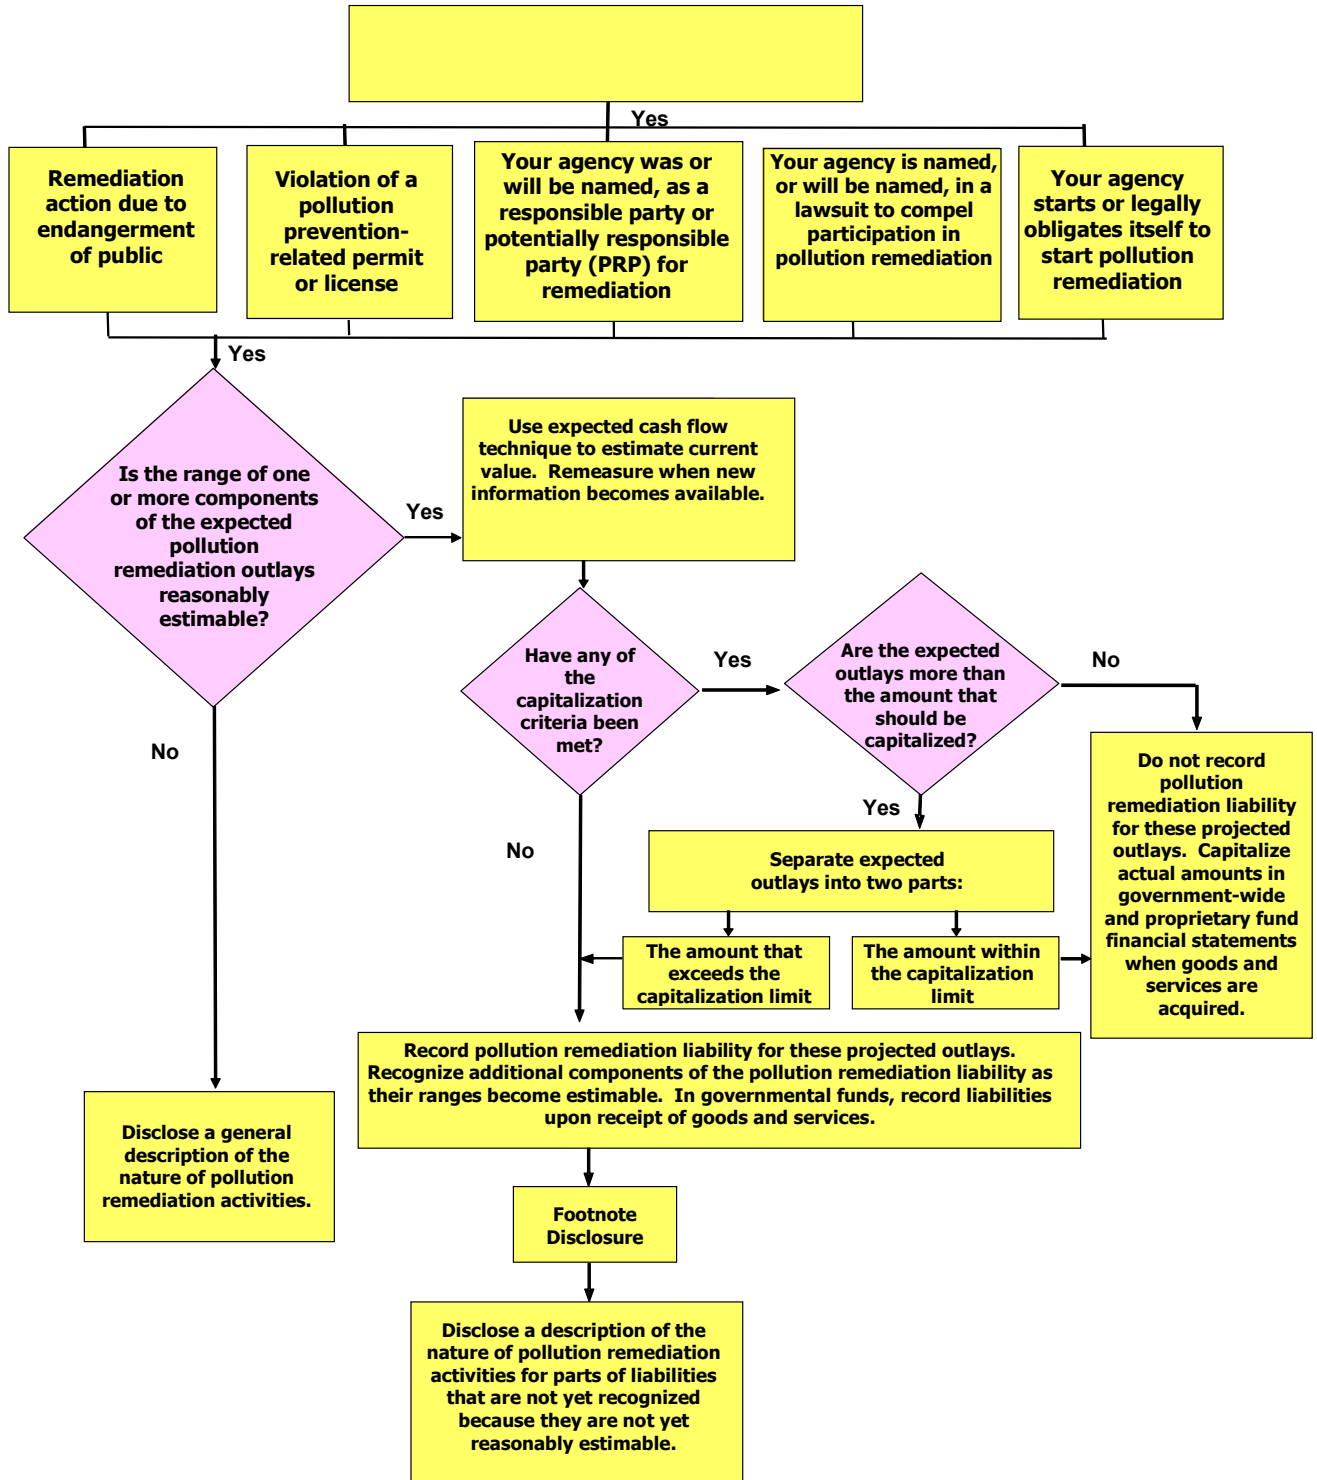 Yes
Remediation
action due to
endangerment
of public
Violation of a
pollution
prevention-
related permit
or license
Your agency was or
will be named, as a
responsible party or
potentially responsible
party (PRP) for
remediation
Your agency is named,
or will be named, in a
lawsuit to compel
participation in
pollution remediation
Your agency
starts or legally
obligates itself to
start pollution
remediation
Yes
Is the range of one
or more components
of the expected
pollution
remediation outlays
reasonably
estimable?
Yes
Use expected cash flow
technique to estimate current
value.  Remeasure when new
information becomes available.
Have any of
the
capitalization
criteria been
met?
Yes
Are the expected
outlays more than
the amount that
should be
capitalized?
No
Do not record
pollution
remediation liability
for these projected
outlays.  Capitalize
actual amounts in
government-wide
and proprietary fund
financial statements
when goods and
services are
acquired.
No
No
Yes
Separate expected
outlays into two parts:
The amount that
exceeds the
capitalization limit
The amount within
the capitalization
limit
Record pollution remediation liability for these projected outlays.
Recognize additional components of the pollution remediation liability as
their ranges become estimable.  In governmental funds, record liabilities
upon receipt of goods and services.
Disclose a general
description of the
nature of pollution
remediation activities.
Footnote
Disclosure
Disclose a description of the
nature of pollution remediation
activities for parts of liabilities
that are not yet recognized
because they are not yet
reasonably estimable.